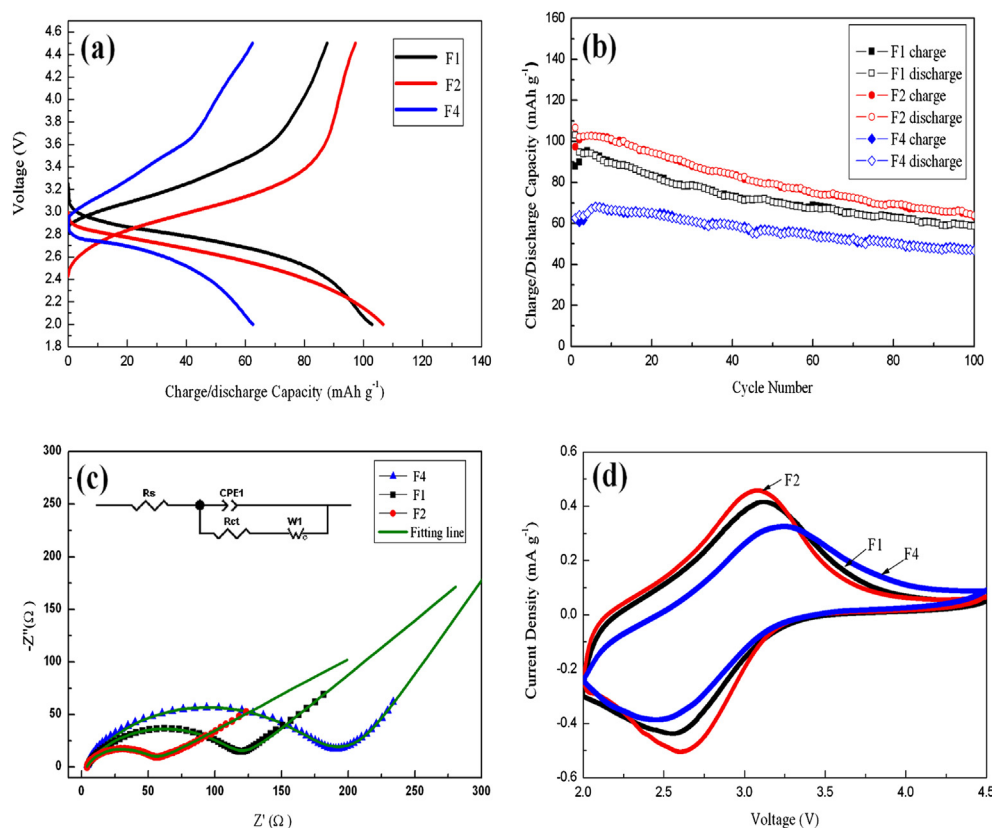 (a)
F1
F2
F4
4.6
4.4
4.2
4.0
3.8
3.6
3.4
3.2
3.0
2.8
2.6
2.4
2.2
2.0
1.8
Voltage (V)
0 20 40 60 80 100 120 140
Charge/discharge Capacity (mAh g⁻¹)
(b)
F1 charge
F1 discharge
F2 charge
F2 discharge
F4 charge
F4 discharge
160
140
120
100
80
60
40
20
0
Charge/Discharge Capacity (mAh g⁻¹)
0 20 40 60 80 100
Cycle Number
(c)
F4
F1
F2
Fitting line
Rs
CPE1
Rct
W1
300
250
200
150
100
50
0
-Z''(Ω)
0 50 100 150 200 250 300
Z' (Ω)
(d)
F2
F1
F4
0.6
0.4
0.2
0.0
-0.2
-0.4
-0.6
Current Density (mA g⁻¹)
2.0 2.5 3.0 3.5 4.0 4.5
Voltage (V)